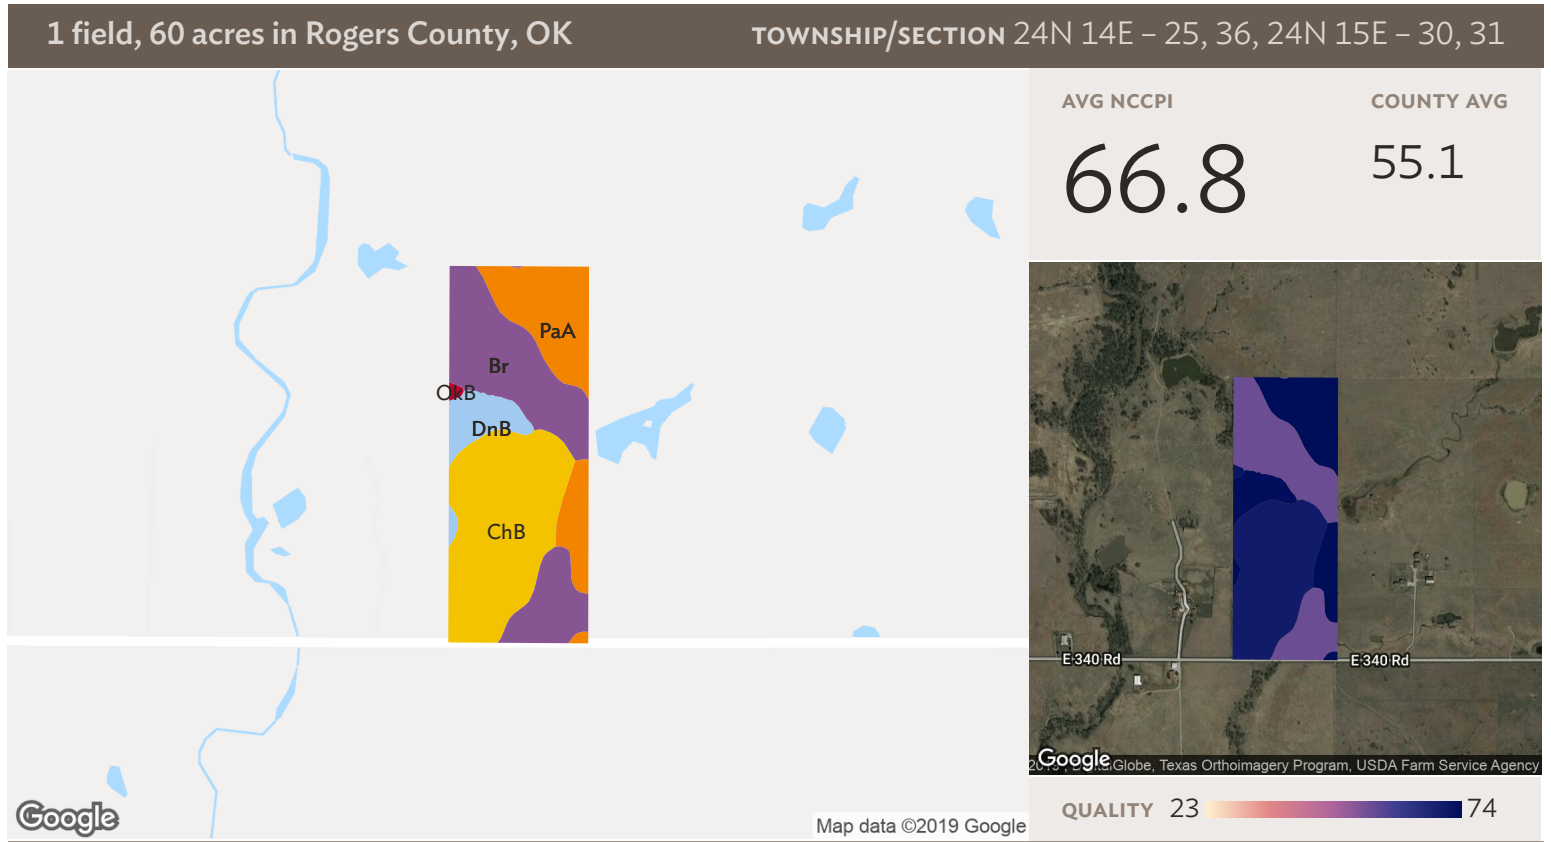 1 field, 60 acres in Rogers County, OK
TOWNSHIP/SECTION 24N 14E – 25, 36, 24N 15E – 30, 31
AVG NCCPI
COUNTY AVG
66.8
55.1
PaA
Br
OkB
DnB
ChB
E 340 Rd
E 340 Rd
Google
Globe, Texas Orthoimagery Program, USDA Farm Service Agency
Google
Map data ©2019 Google
QUALITY 23 74